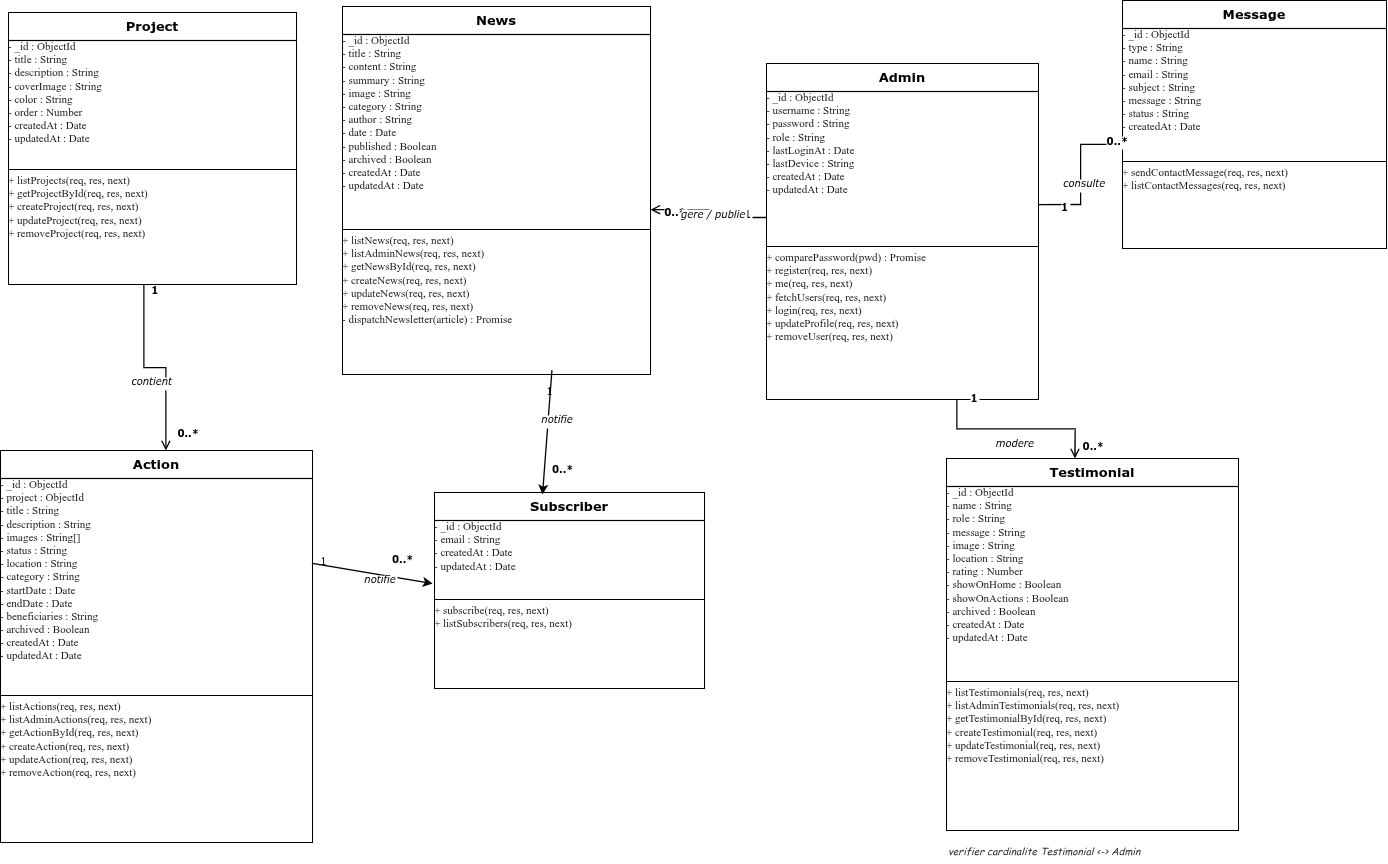 Project
- _id : ObjectId
- title : String
- description : String
- coverImage : String
- color : String
- order : Number
- createdAt : Date
- updatedAt : Date
+ listProjects(req, res, next)
+ getProjectById(req, res, next)
+ createProject(req, res, next)
+ updateProject(req, res, next)
+ removeProject(req, res, next)
1
contient
0..*
News
- _id : ObjectId
- title : String
- content : String
- summary : String
- image : String
- category : String
- author : String
- date : Date
- published : Boolean
- archived : Boolean
- createdAt : Date
- updatedAt : Date
+ listNews(req, res, next)
+ listAdminNews(req, res, next)
+ getNewsById(req, res, next)
+ createNews(req, res, next)
+ updateNews(req, res, next)
+ removeNews(req, res, next)
- dispatchNewsletter(article) : Promise
0..
gere / publie
1
notifie
0..*
Admin
- _id : ObjectId
- username : String
- password : String
- role : String
- lastLoginAt : Date
- lastDevice : String
- createdAt : Date
- updatedAt : Date
+ comparePassword(pwd) : Promise
+ register(req, res, next)
+ me(req, res, next)
+ fetchUsers(req, res, next)
+ login(req, res, next)
+ updateProfile(req, res, next)
+ removeUser(req, res, next)
Message
- _id : ObjectId
- type : String
- name : String
- email : String
- subject : String
- message : String
- status : String
- createdAt : Date
0..*
+ sendContactMessage(req, res, next)
+ listContactMessages(req, res, next)
consulte
1
1
modere
0..*
Action
- _id : ObjectId
- project : ObjectId
- title : String
- description : String
- images : String[]
- status : String
- location : String
- category : String
- startDate : Date
- endDate : Date
- beneficiaries : String
- archived : Boolean
- createdAt : Date
- updatedAt : Date
+ listActions(req, res, next)
+ listAdminActions(req, res, next)
+ getActionById(req, res, next)
+ createAction(req, res, next)
+ updateAction(req, res, next)
+ removeAction(req, res, next)
1
0..*
notifie
Subscriber
- _id : ObjectId
- email : String
- createdAt : Date
- updatedAt : Date
+ subscribe(req, res, next)
+ listSubscribers(req, res, next)
Testimonial
- _id : ObjectId
- name : String
- role : String
- message : String
- image : String
- location : String
- rating : Number
- showOnHome : Boolean
- showOnActions : Boolean
- archived : Boolean
- createdAt : Date
- updatedAt : Date
+ listTestimonials(req, res, next)
+ listAdminTestimonials(req, res, next)
+ getTestimonialById(req, res, next)
+ createTestimonial(req, res, next)
+ updateTestimonial(req, res, next)
+ removeTestimonial(req, res, next)
verifier cardinalite Testimonial <-> Admin